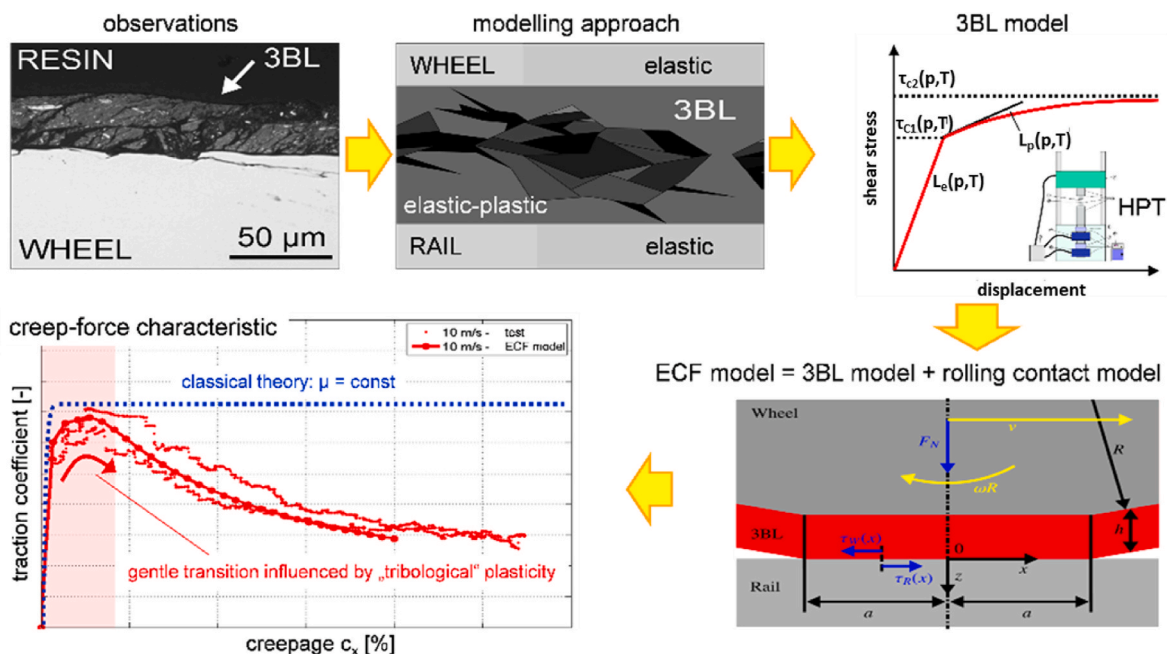 observations
RESIN
3BL
WHEEL
50 µm
modelling approach
WHEEL
elastic
3BL
elastic-plastic
RAIL
elastic
3BL model
τc2(p,T)
τC1(p,T)
Lp(p,T)
Le(p,T)
HPT
shear stress
displacement
creep-force characteristic
10 m/s - test
10 m/s - ECF model
classical theory: µ = const
gentle transition influenced by „tribological“ plasticity
traction coefficient [-]
creepage cx [%]
ECF model = 3BL model + rolling contact model
Wheel
FN
v
R
ωR
3BL
h
τW(x)
0
x
τR(x)
z
Rail
a
a